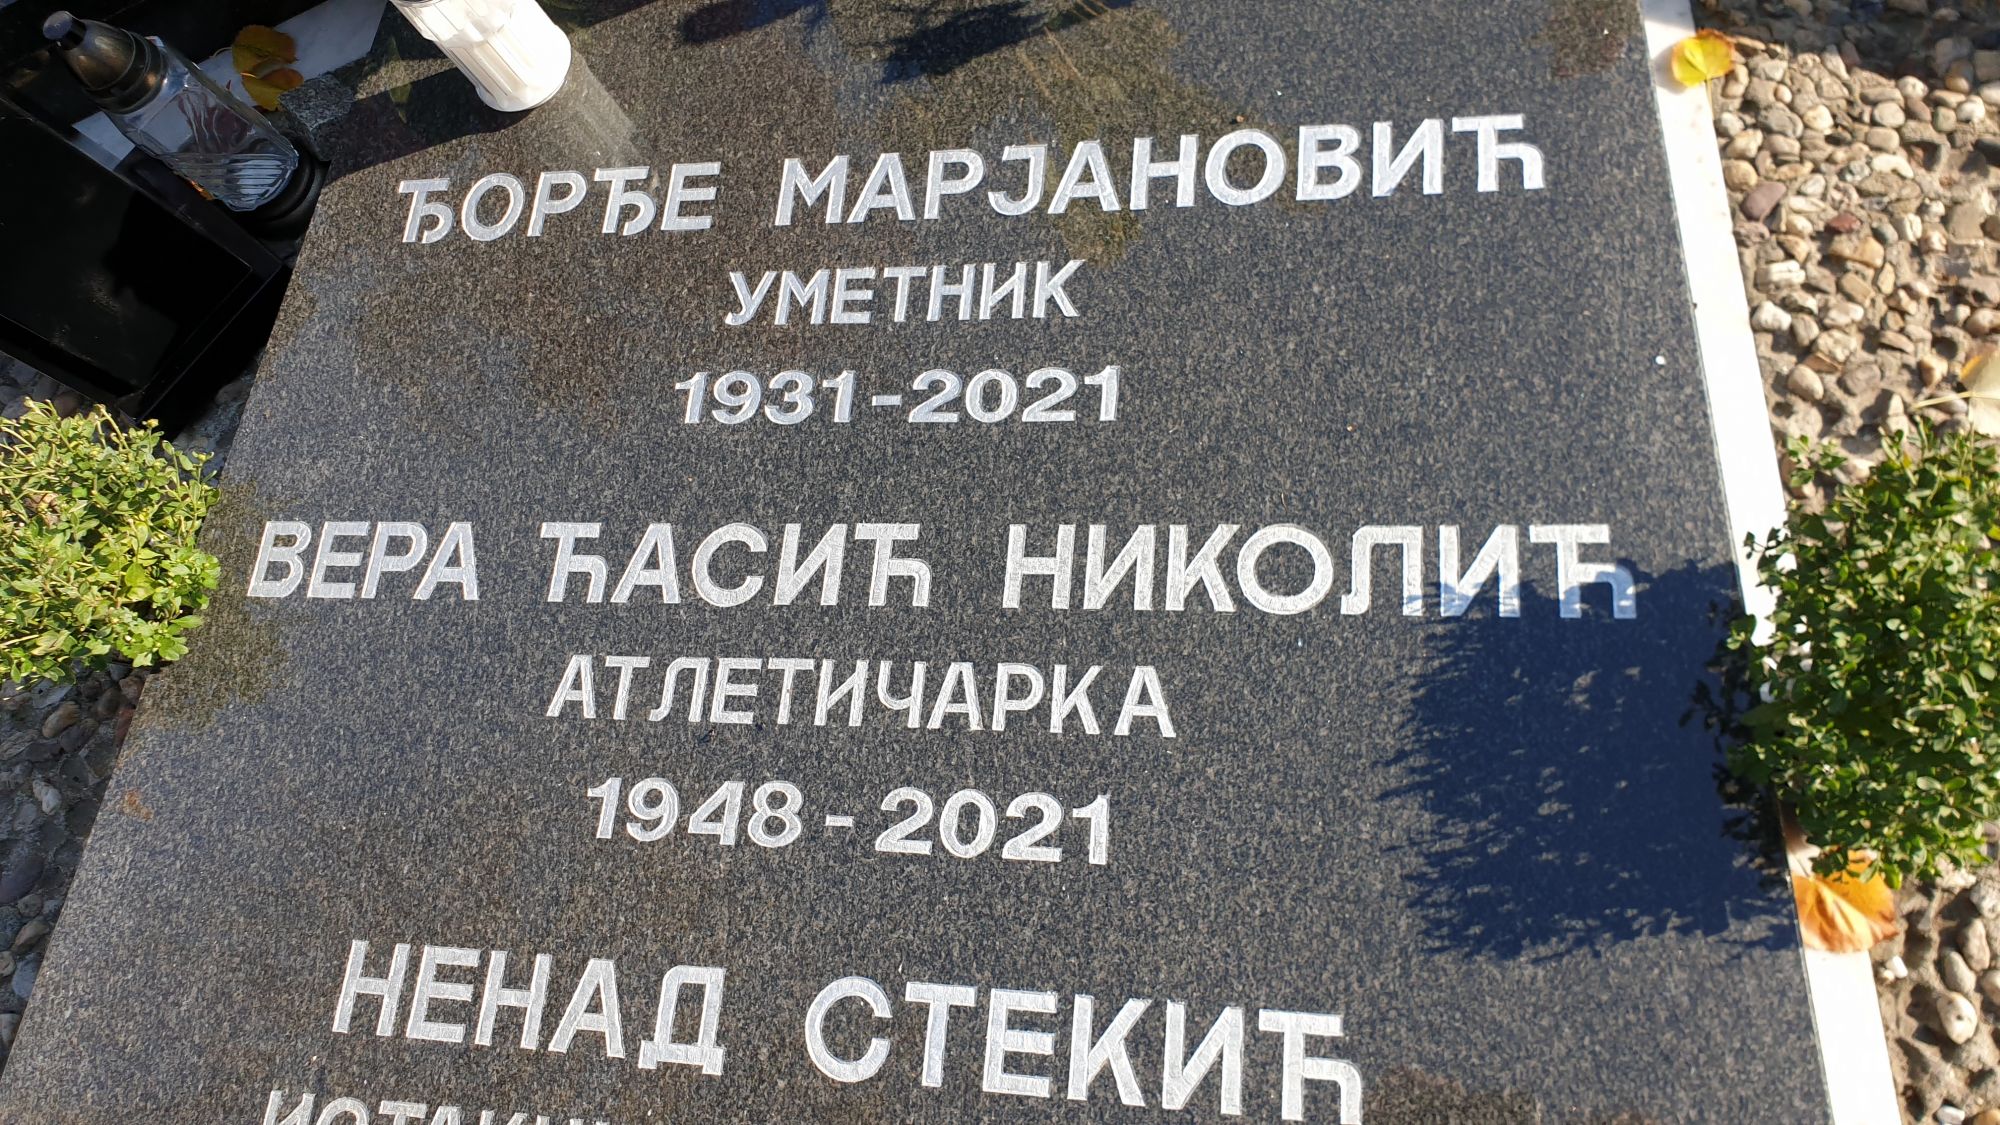 ЂОРЂЕ МАРЈАНОВИЋ
УМЕТНИК
1931-2021
ВЕРА ЋАСИЋ НИКОЛИЋ
АТЛЕТИЧАРКА
1948-2021
НЕНАД СТЕКИЋ